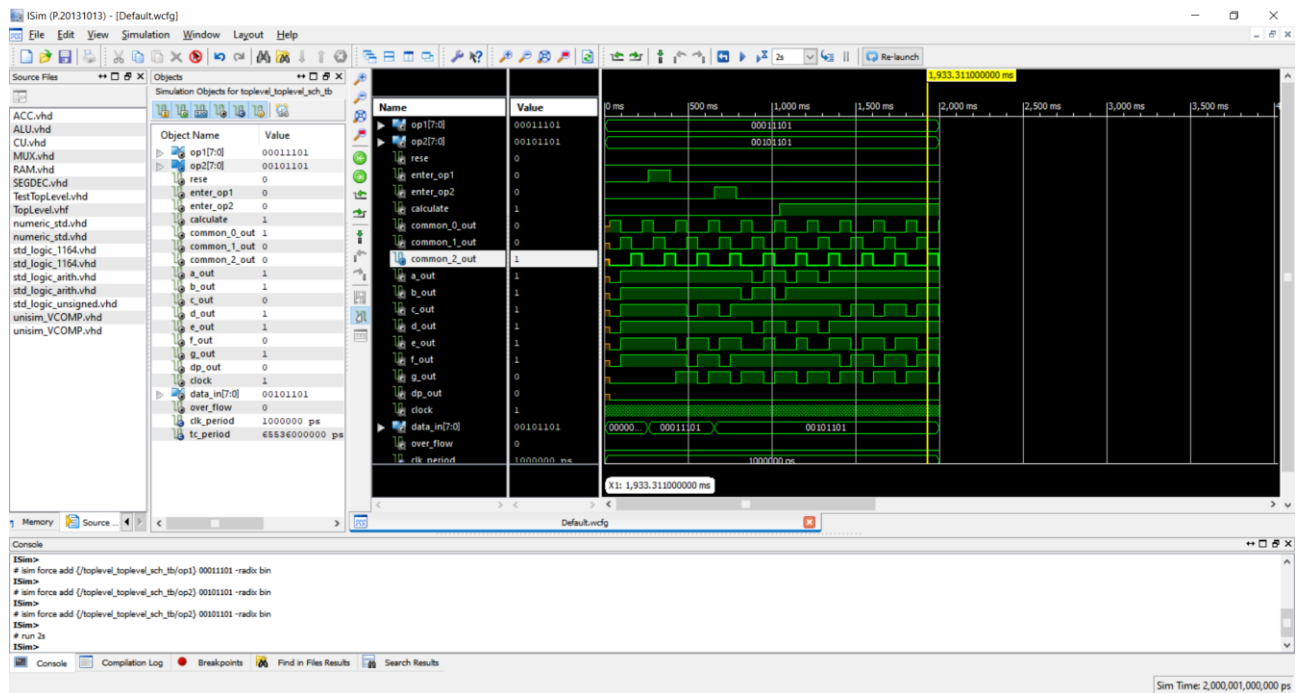 ISim (P.20131013) - [Default.wcfg]
File Edit View Simulation Window Layout Help
2s Re-launch
Source Files
ACC.vhd
ALU.vhd
CU.vhd
MUX.vhd
RAM.vhd
SEGDEC.vhd
TestTopLevel.vhd
TopLevel.vhf
numeric_std.vhd
numeric_std.vhd
std_logic_1164.vhd
std_logic_1164.vhd
std_logic_arith.vhd
std_logic_arith.vhd
std_logic_unsigned.vhd
unisim_VCOMP.vhd
unisim_VCOMP.vhd
Memory Source ...
Objects
Simulation Objects for toplevel_toplevel_sch_tb
Object Name Value
op1[7:0] 00011101
op2[7:0] 00101101
rese 0
enter_op1 0
enter_op2 0
calculate 1
common_0_out 1
common_1_out 0
common_2_out 0
a_out 1
b_out 1
c_out 0
d_out 1
e_out 1
f_out 0
g_out 1
dp_out 0
clock 1
data_in[7:0] 00101101
over_flow 0
clk_period 1000000 ps
tc_period 65536000000 ps
1,933.311000000 ms
Name Value
0 ms 500 ms 1,000 ms 1,500 ms 2,000 ms 2,500 ms 3,000 ms 3,500 ms 4
op1[7:0] 00011101 00011101
op2[7:0] 00101101 00101101
rese 0
enter_op1 0
enter_op2 0
calculate 1
common_0_out 0
common_1_out 0
common_2_out 1
a_out 1
b_out 1
c_out 1
d_out 1
e_out 1
f_out 1
g_out 0
dp_out 0
clock 1
data_in[7:0] 00101101 00000... 00011101 00101101
over_flow 0
clk_period 1000000 ps 1000000 ps
X1: 1,933.311000000 ms
Default.wcfg
Console
ISim>
# isim force add {/toplevel_toplevel_sch_tb/op1} 00011101 -radix bin
ISim>
# isim force add {/toplevel_toplevel_sch_tb/op2} 00101101 -radix bin
ISim>
# isim force add {/toplevel_toplevel_sch_tb/op2} 00101101 -radix bin
ISim>
# run 2s
ISim>
Console Compilation Log Breakpoints Find in Files Results Search Results
Sim Time: 2,000,001,000,000 ps